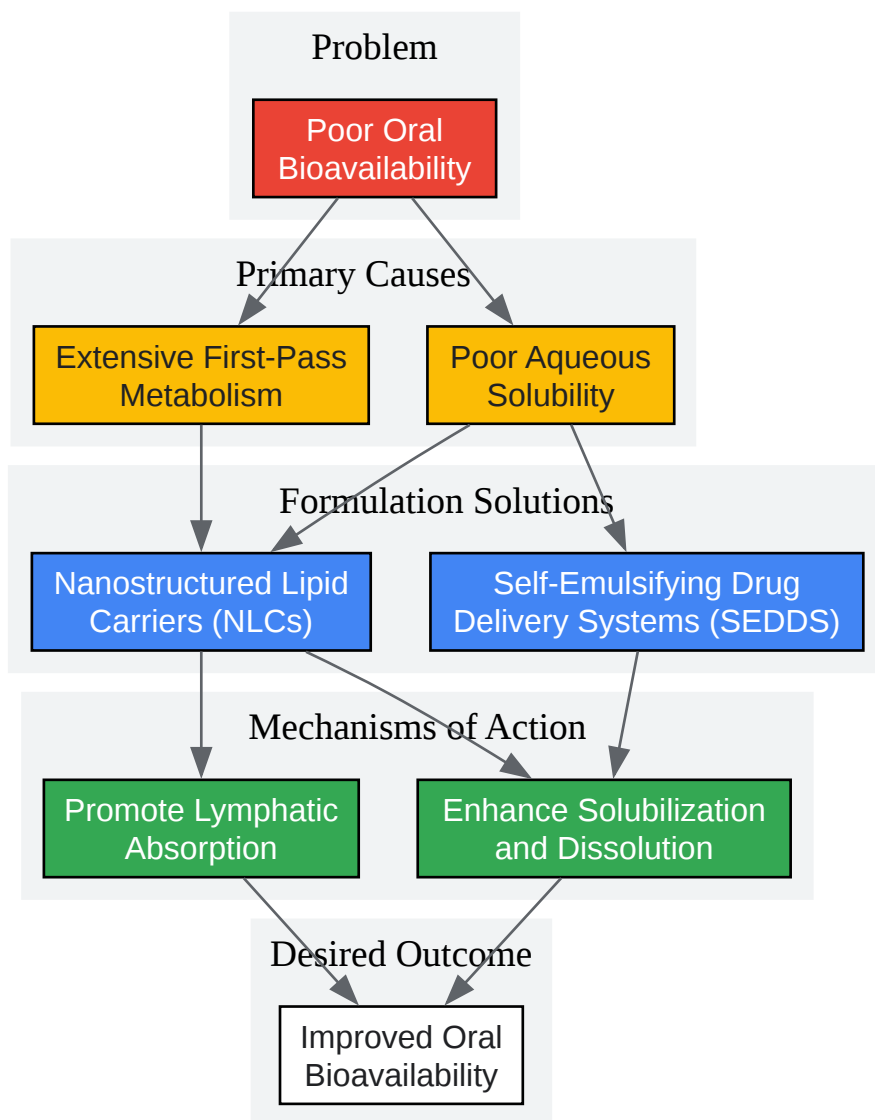 Problem
Poor Oral
Bioavailability
Primary Causes
Extensive First-Pass
Metabolism
Poor Aqueous
Solubility
Formulation Solutions
Nanostructured Lipid
Carriers (NLCs)
Self-Emulsifying Drug
Delivery Systems (SEDDS)
Mechanisms of Action
Promote Lymphatic
Absorption
Enhance Solubilization
and Dissolution
Desired Outcome
Improved Oral
Bioavailability